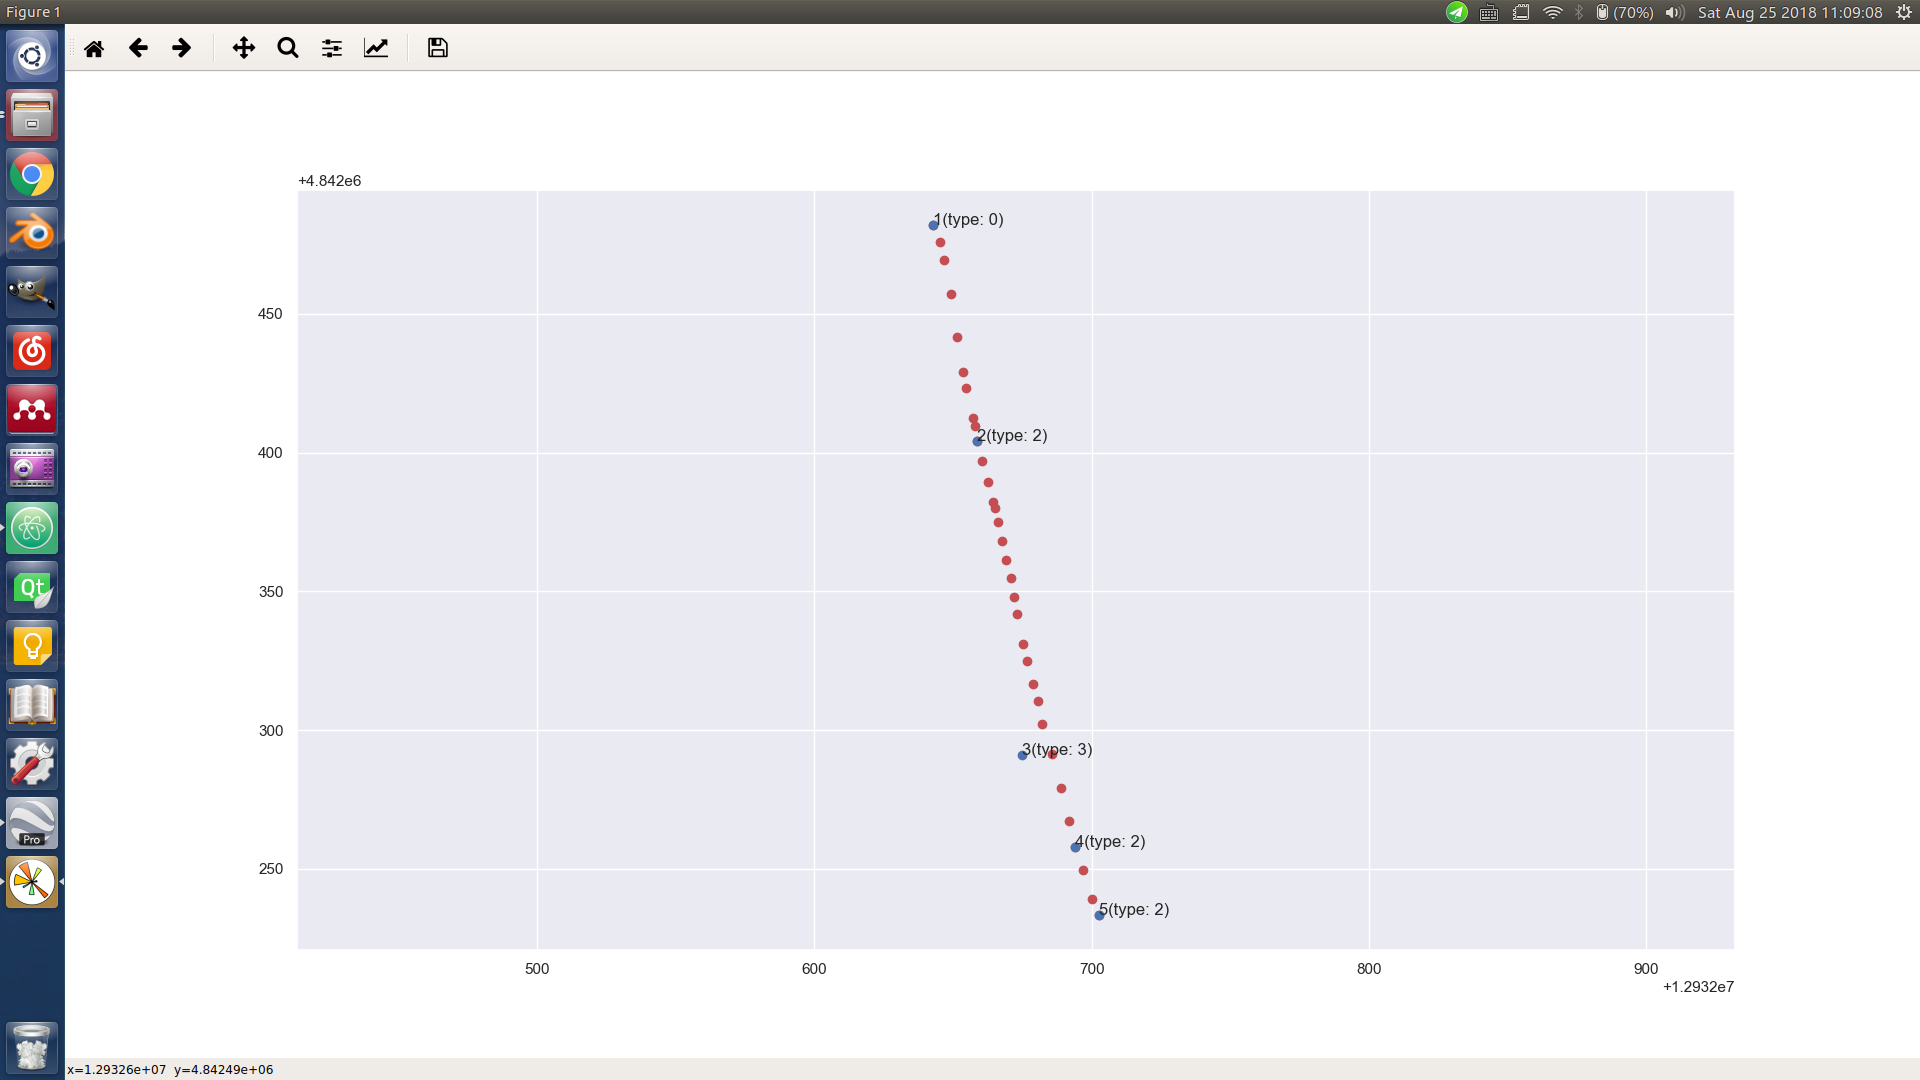 Figure 1
(70%)
Sat Aug 25 2018 11:09:08
+4.842e6
1(type: 0)
450
2(type: 2)
400
350
300
3(type: 3)
4(type: 2)
250
5(type: 2)
500 600 700 800 900
+1.2932e7
Qt
Pro
x=1.29326e+07 y=4.84249e+06